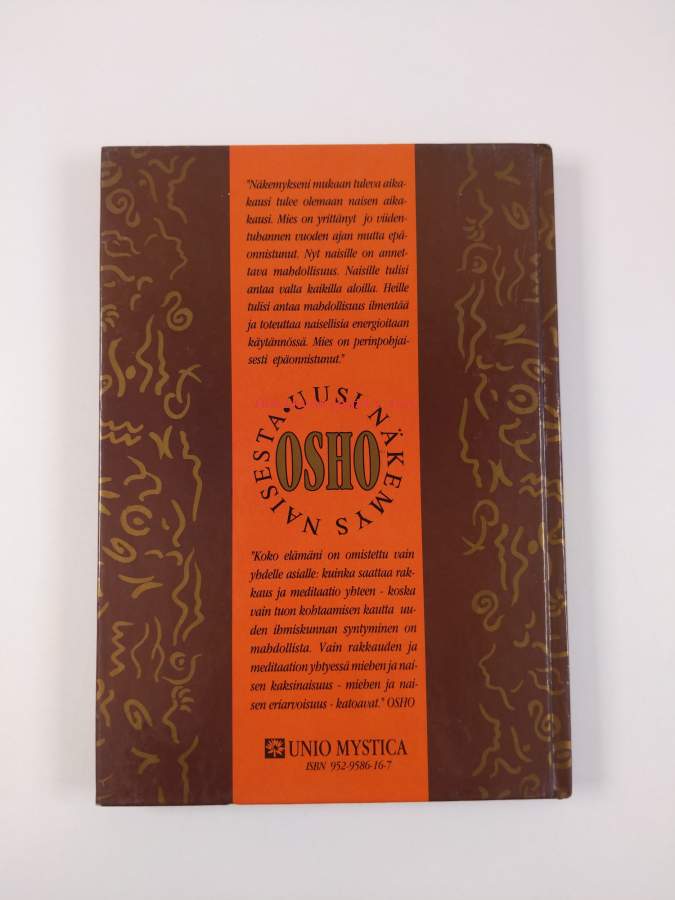 "Näkemykseni mukaan tuleva aika-
kausi tulee olemaan naisen aika-
kausi. Mies on yrittänyt jo viiden-
tuhannen vuoden ajan mutta epä-
onnistunut. Nyt naisille on annet-
tava mahdollisuus. Naisille tulisi
antaa valta kaikilla aloilla. Heille
tulisi antaa mahdollisuus ilmentää
ja toteuttaa naisellisia energioitaan
käytännössä. Mies on perinpohjai-
sesti epäonnistunut."
UUSI NÄKEMYS NAISESTA
OSHO
"Koko elämäni on omistettu vain
yhdelle asialle: kuinka saattaa rak-
kaus ja meditaatio yhteen - koska
vain tuon kohtaamisen kautta uu-
den ihmiskunnan syntyminen on
mahdollista. Vain rakkauden ja
meditaation yhtyessä miehen ja nai-
sen kaksinaisuus - miehen ja nai-
sen eriarvoisuus - katoavat." OSHO
UNIO MYSTICA
ISBN 952-9586-16-7